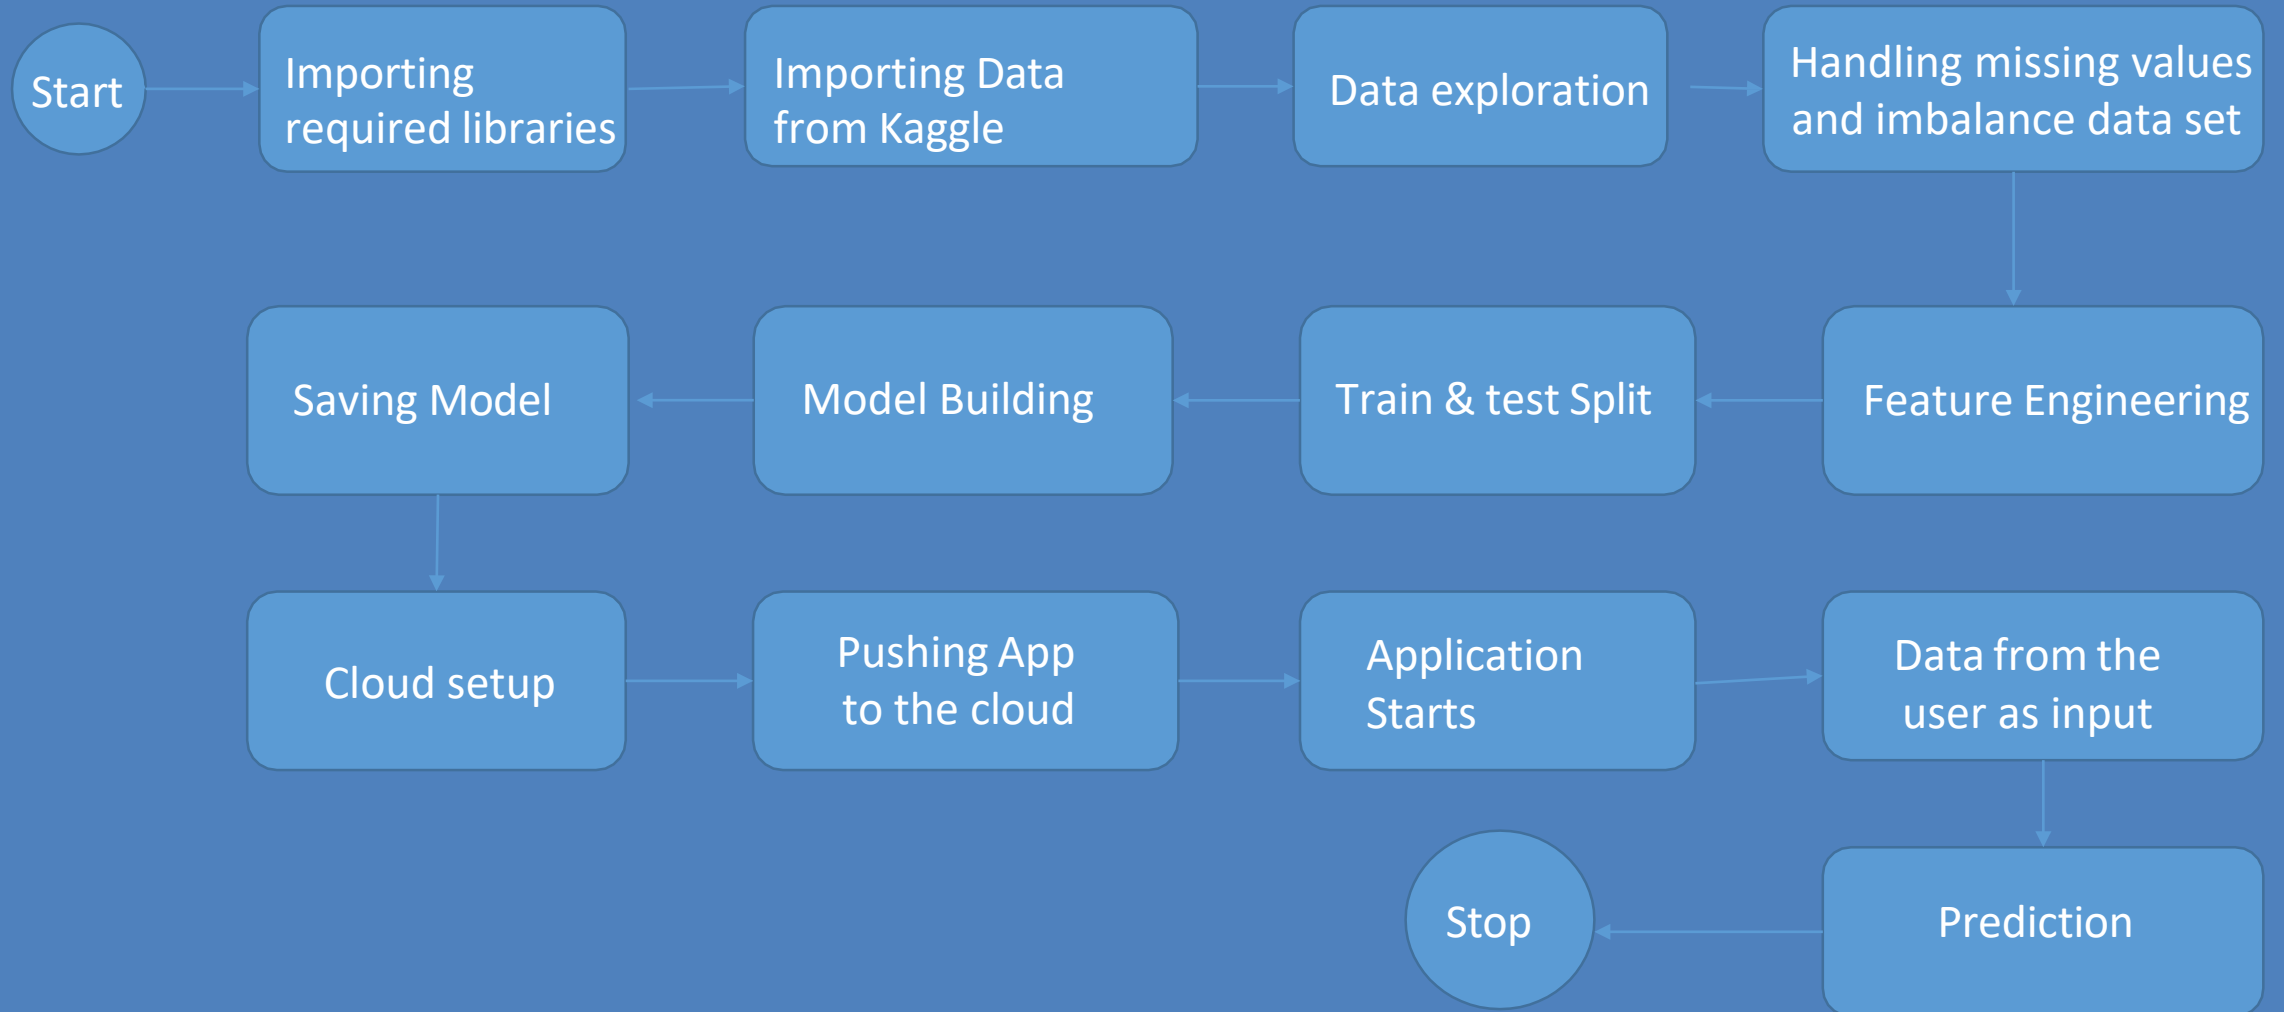 Start
Importing
required libraries
Importing Data
from Kaggle
Data exploration
Handling missing values
and imbalance data set
Feature Engineering
Train & test Split
Model Building
Saving Model
Cloud setup
Pushing App
to the cloud
Application
Starts
Data from the
user as input
Prediction
Stop